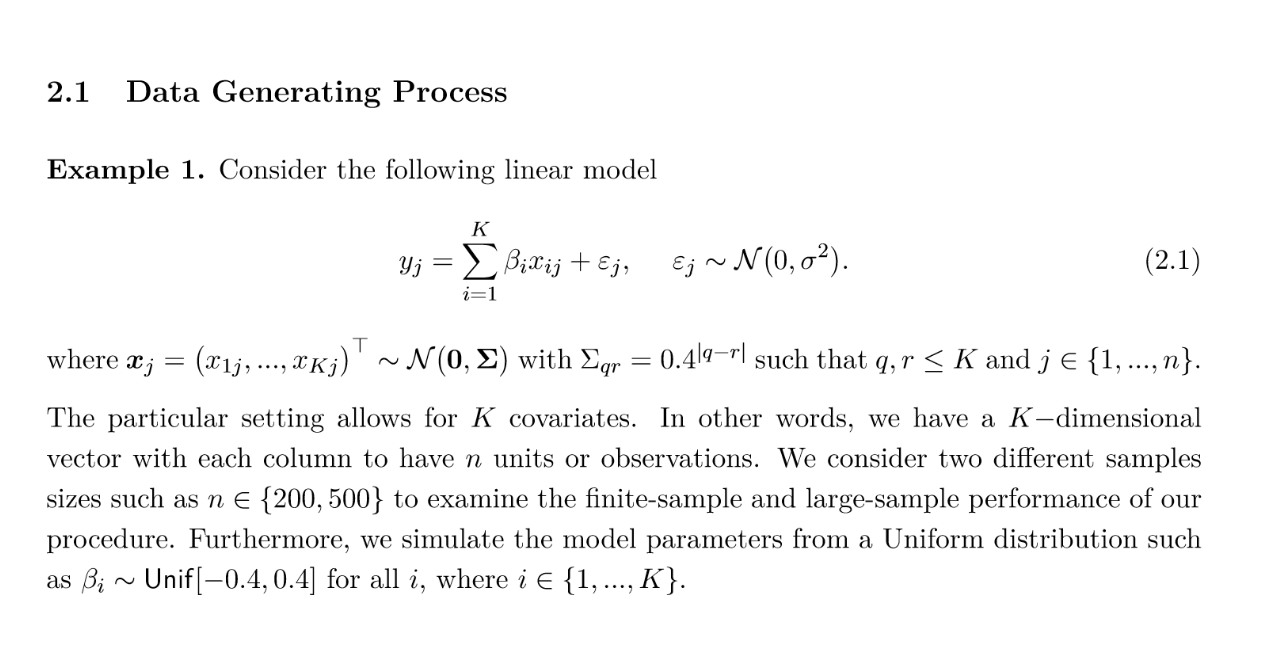 2.1 Data Generating Process
Example 1. Consider the following linear model
$$y_j = \sum_{i=1}^{K} \beta_i x_{ij} + \varepsilon_j, \quad \varepsilon_j \sim \mathcal{N}(0, \sigma^2). \qquad (2.1)$$
where $\boldsymbol{x}_j = (x_{1j}, ..., x_{Kj})^\top \sim \mathcal{N}(\mathbf{0}, \boldsymbol{\Sigma})$ with $\Sigma_{qr} = 0.4^{|q-r|}$ such that $q, r \leq K$ and $j \in \{1, ..., n\}$.
The particular setting allows for $K$ covariates. In other words, we have a $K$−dimensional
vector with each column to have $n$ units or observations. We consider two different samples
sizes such as $n \in \{200, 500\}$ to examine the finite-sample and large-sample performance of our
procedure. Furthermore, we simulate the model parameters from a Uniform distribution such
as $\beta_i \sim \mathsf{Unif}[-0.4, 0.4]$ for all $i$, where $i \in \{1, ..., K\}$.